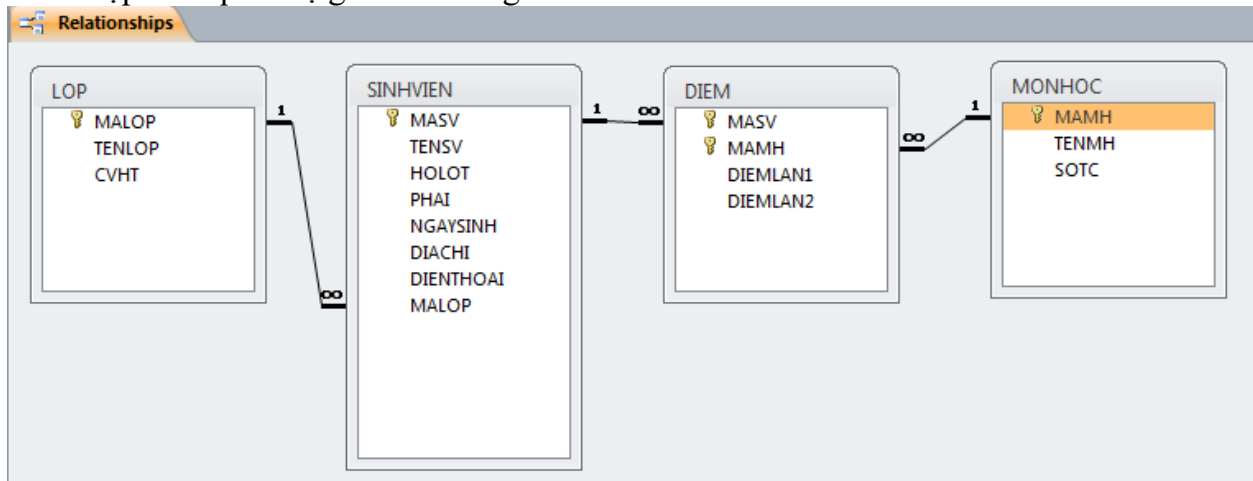 Relationships
LOP
MALOP
TENLOP
CVHT
1
∞
SINHVIEN
MASV
TENSV
HOLOT
PHAI
NGAYSINH
DIACHI
DIENTHOAI
MALOP
1
∞
DIEM
MASV
MAMH
DIEMLAN1
DIEMLAN2
∞
1
MONHOC
MAMH
TENMH
SOTC